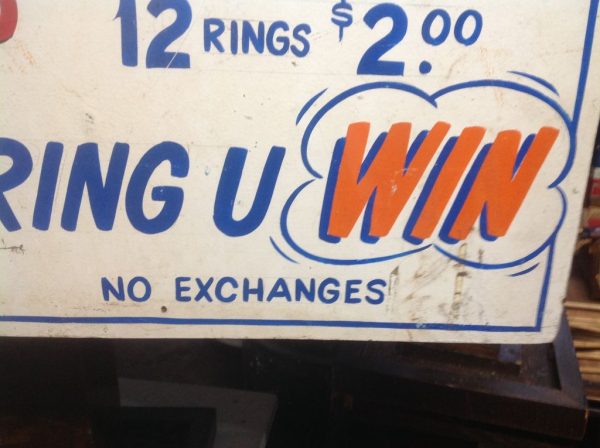 12 RINGS $2.00
RING U WIN
NO EXCHANGES